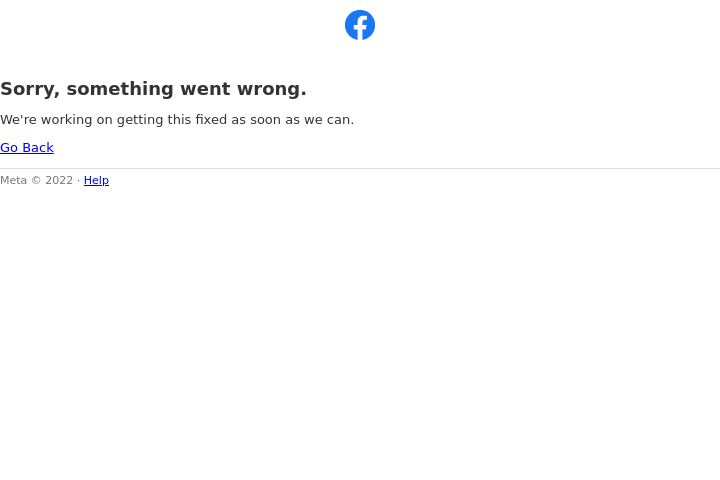 Sorry, something went wrong.
We're working on getting this fixed as soon as we can.
Go Back
Meta © 2022 · Help